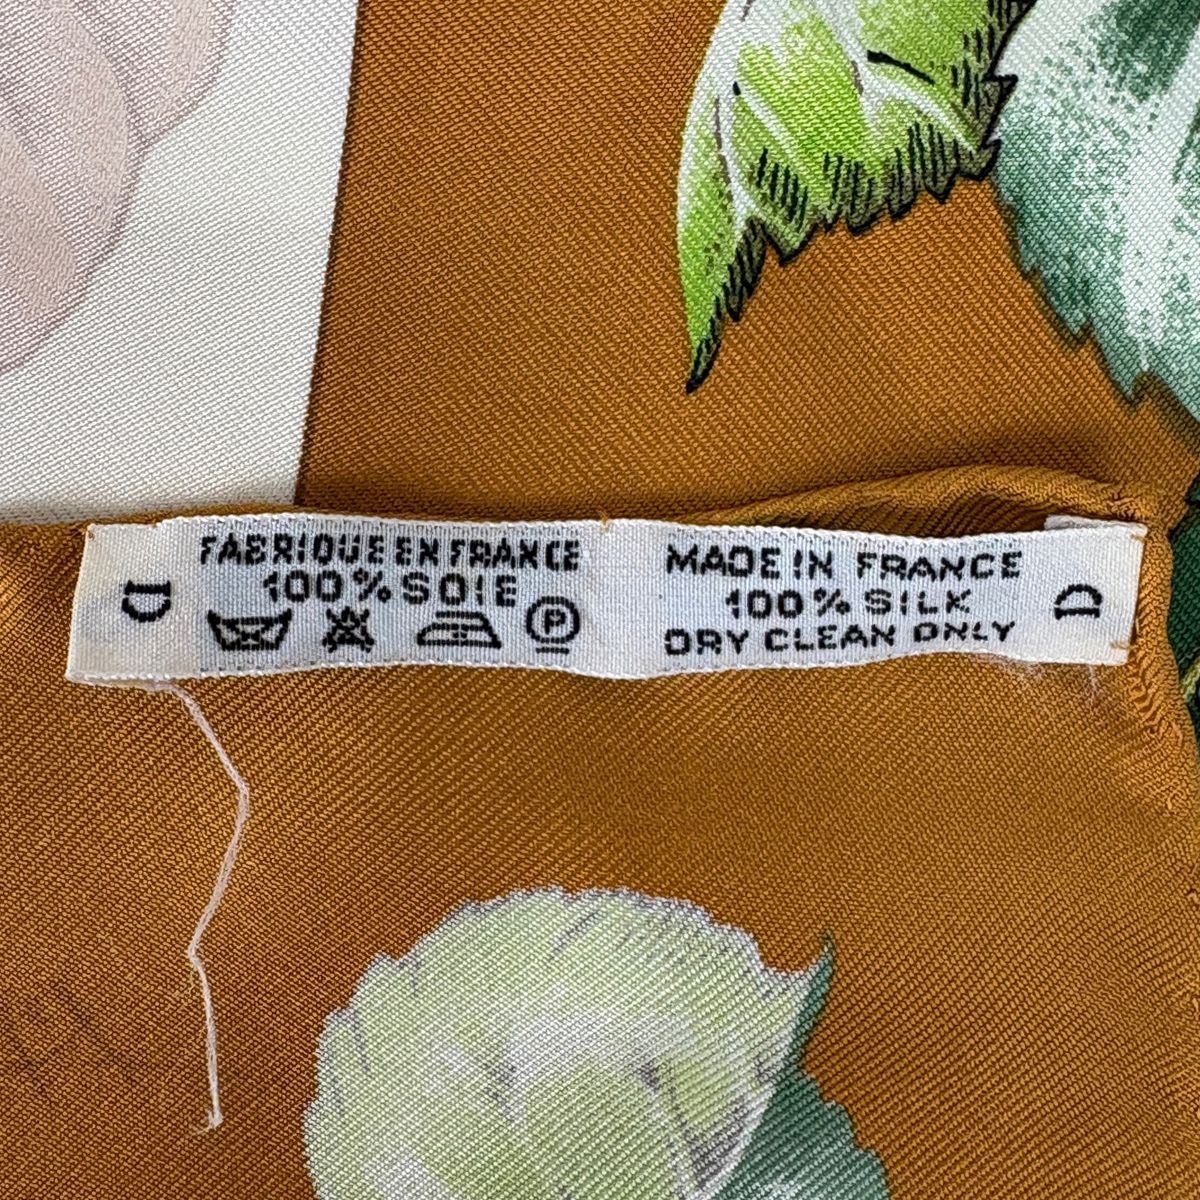 D
FABRIQUE EN FRANCE
100% SOIE
P
MADE IN FRANCE
100% SILK
DRY CLEAN ONLY
D